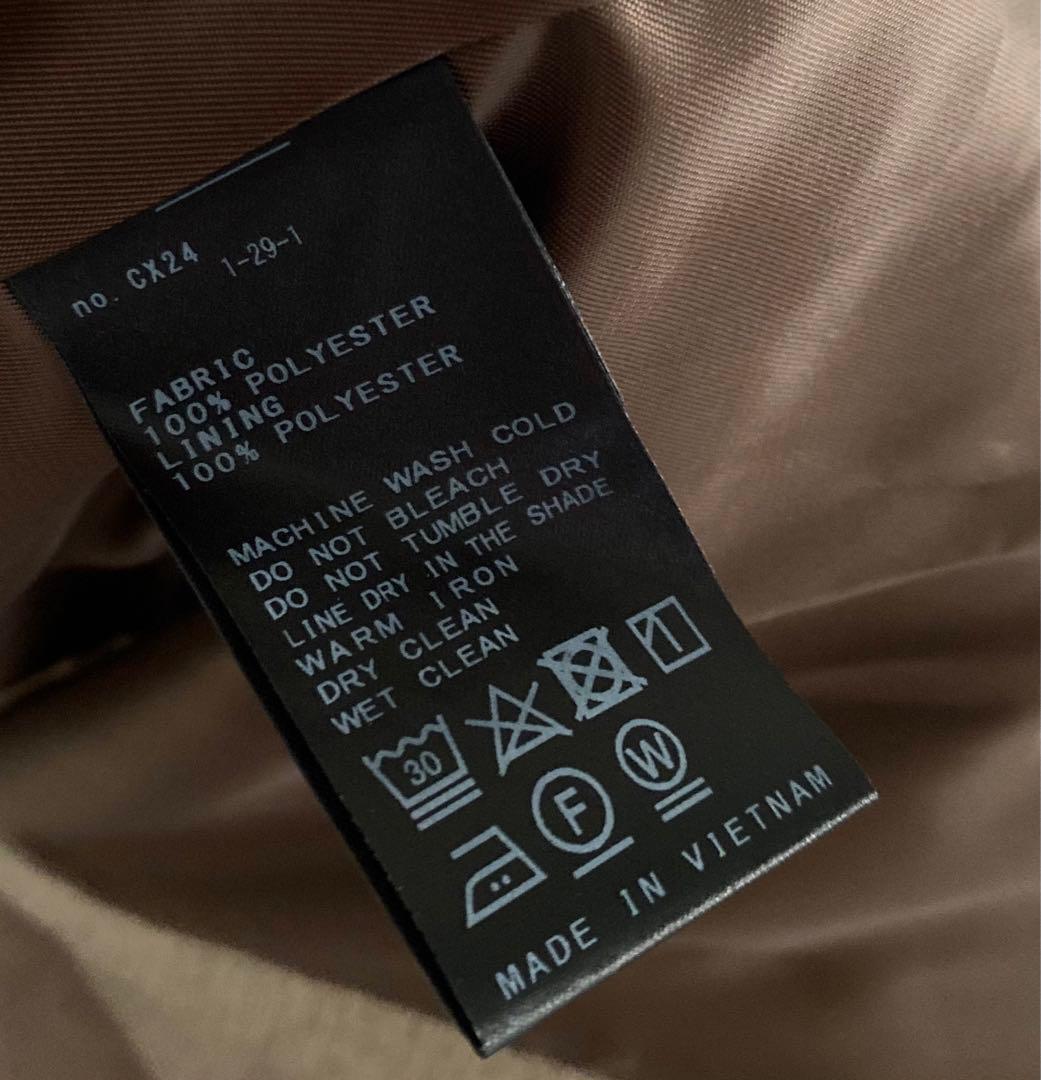 no. CX24 1-29-1
FABRIC
100% POLYESTER
LINING
100% POLYESTER
MACHINE WASH COLD
DO NOT BLEACH
DO NOT TUMBLE DRY
LINE DRY IN THE SHADE
WARM IRON
DRY CLEAN
WET CLEAN
30
F W
MADE IN VIETNAM